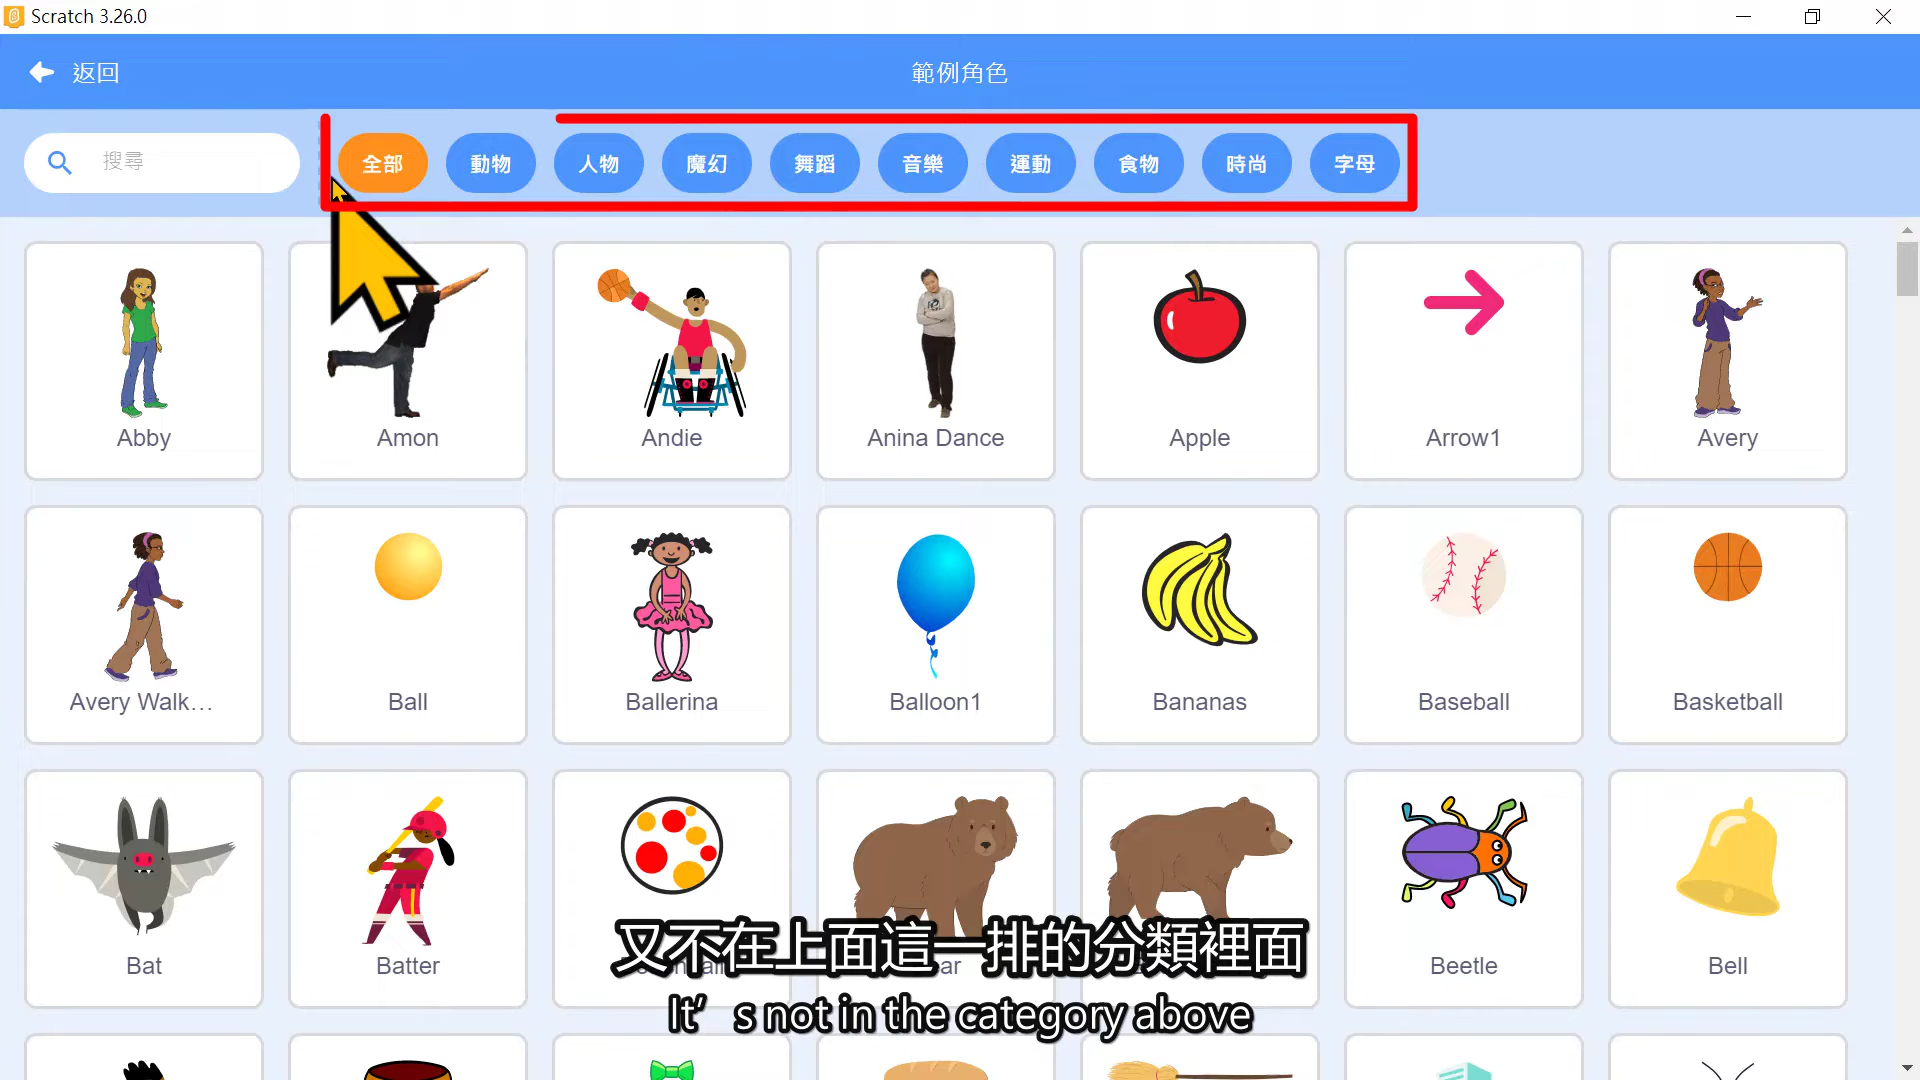 Scratch 3.26.0
返回
範例角色
搜尋
全部 動物 人物 魔幻 舞蹈 音樂 運動 食物 時尚 字母
Abby Amon Andie Anina Dance Apple Arrow1 Avery
Avery Walk... Ball Ballerina Balloon1 Bananas Baseball Basketball
Bat Batter Beetle Bell
又不在上面這一排的分類裡面
It's not in the category above